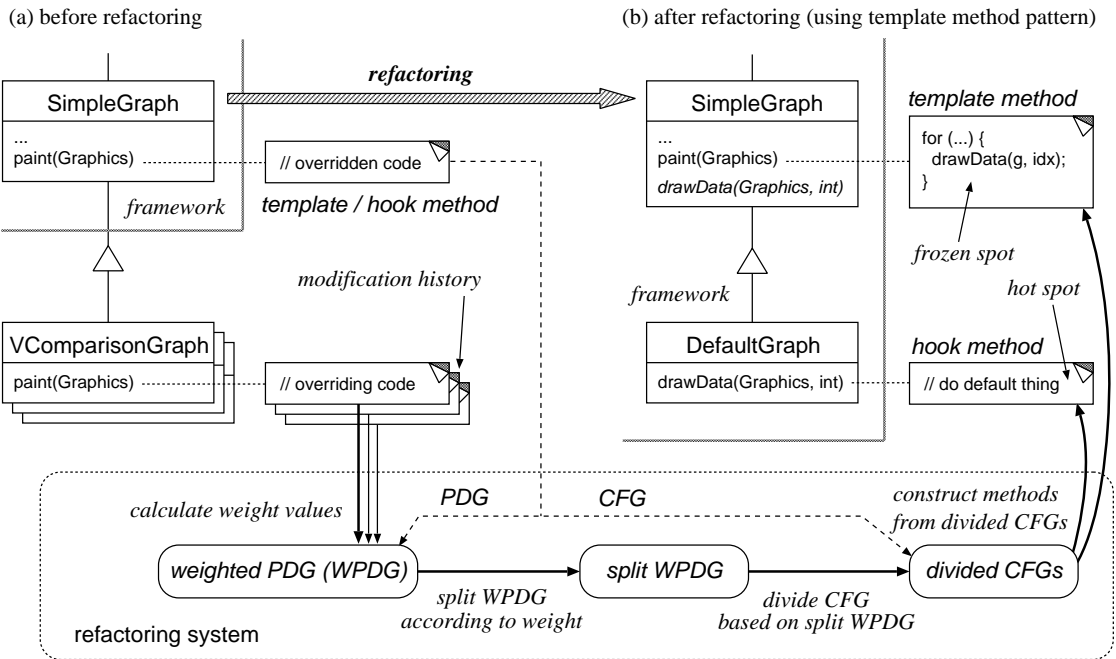 (a) before refactoring
(b) after refactoring (using template method pattern)
refactoring
SimpleGraph
...
paint(Graphics)
// overridden code
template / hook method
framework
modification history
VComparisonGraph
paint(Graphics)
// overriding code
SimpleGraph
...
paint(Graphics)
drawData(Graphics, int)
template method
for (...) {
drawData(g, idx);
}
frozen spot
framework
hot spot
DefaultGraph
drawData(Graphics, int)
hook method
// do default thing
calculate weight values
PDG
CFG
construct methods
from divided CFGs
weighted PDG (WPDG)
split WPDG
according to weight
split WPDG
divide CFG
based on split WPDG
divided CFGs
refactoring system